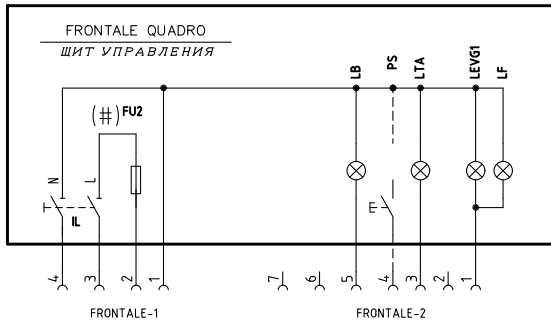 FRONTALE QUADRO
ЩИТ УПРАВЛЕНИЯ
LB
PS
LTA
LEVG1
LF
(#) FU2
N
L
IL
4
3
2
1
7
6
5
4
3
2
1
FRONTALE-1
FRONTALE-2